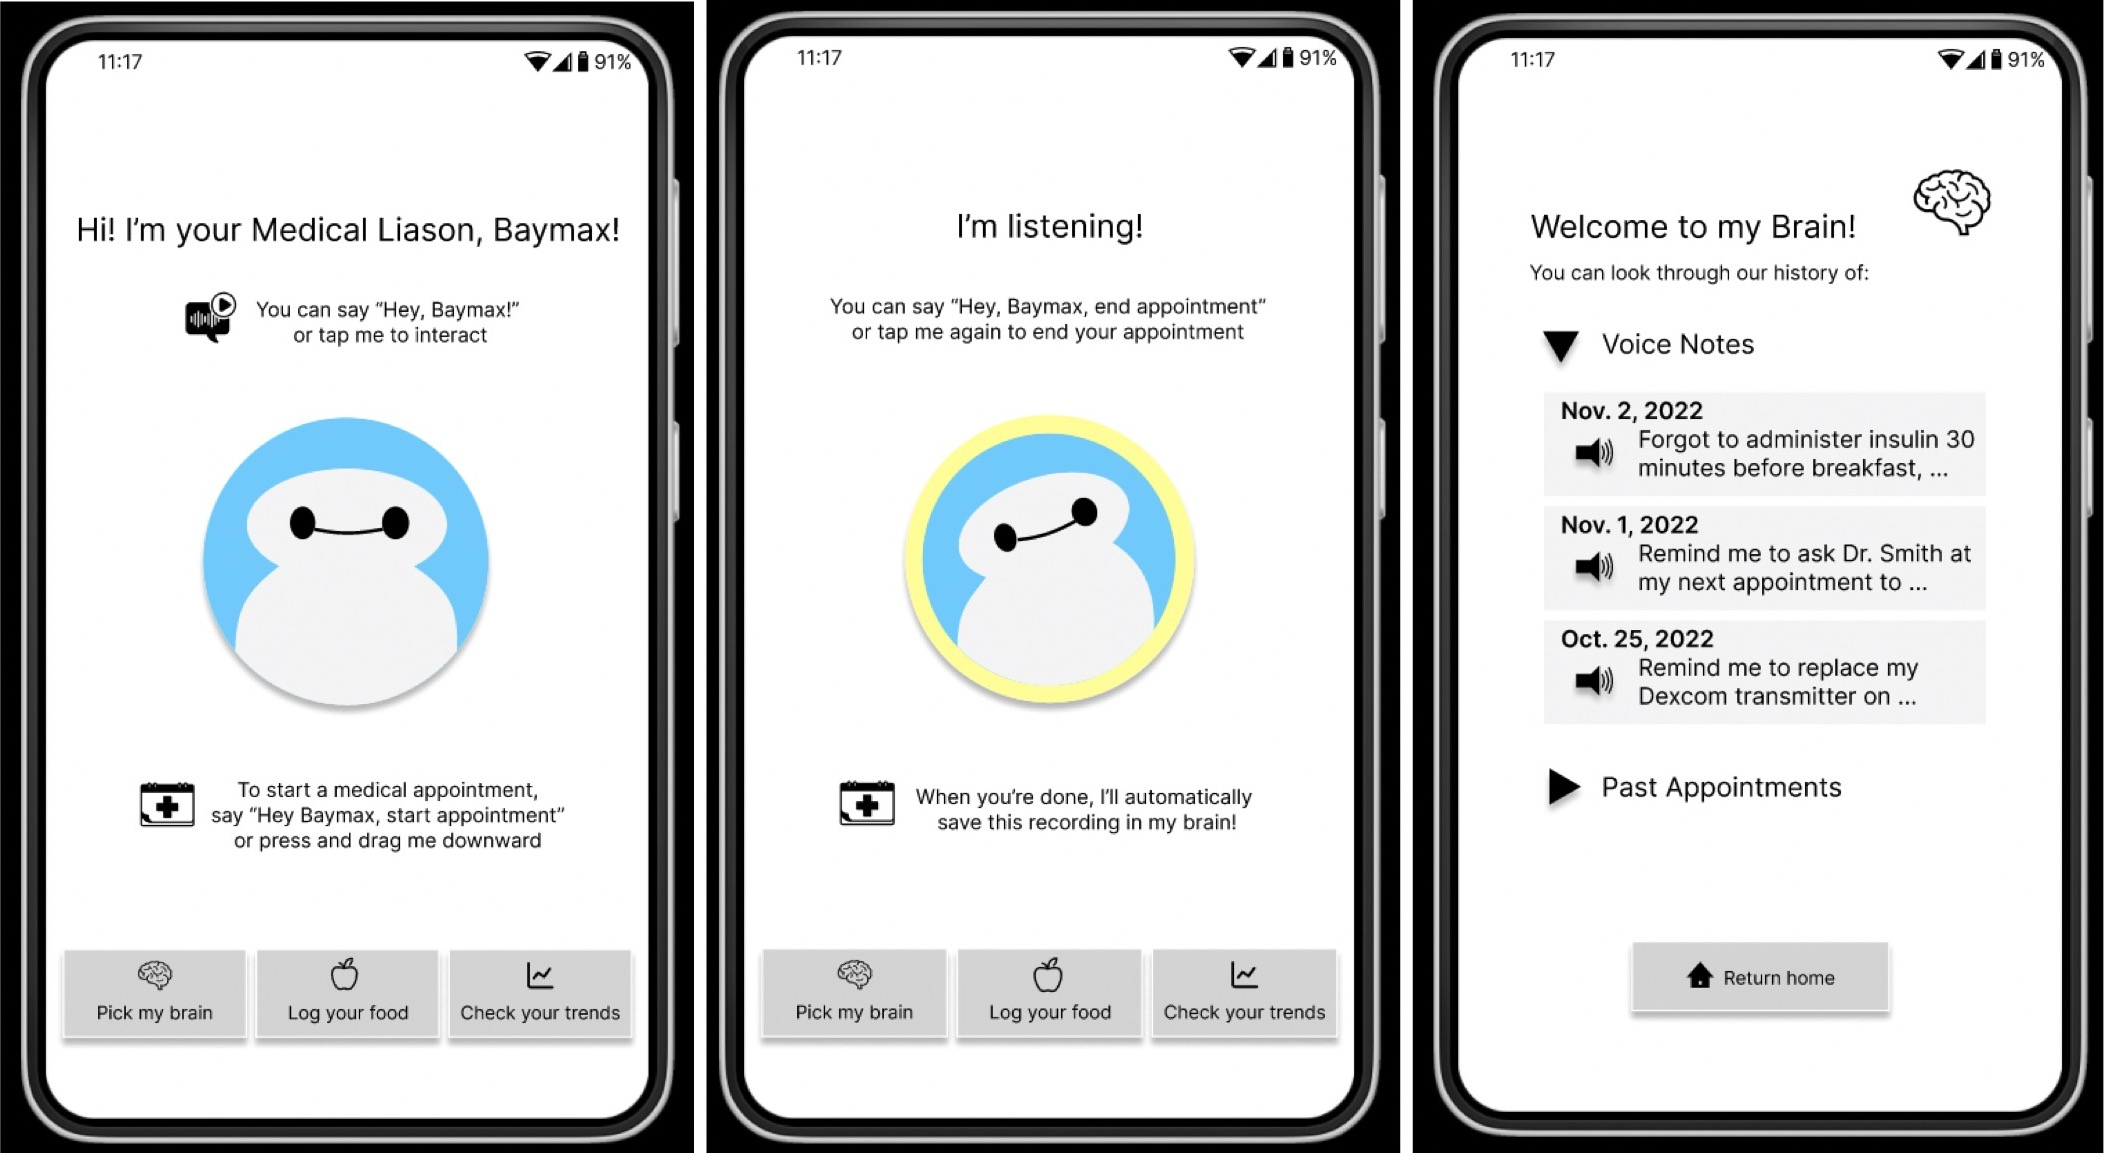 11:17
91%
Hi! I'm your Medical Liason, Baymax!
You can say “Hey, Baymax!”
or tap me to interact
To start a medical appointment,
say “Hey Baymax, start appointment”
or press and drag me downward
Pick my brain
Log your food
Check your trends
11:17
91%
I'm listening!
You can say “Hey, Baymax, end appointment”
or tap me again to end your appointment
When you're done, I'll automatically
save this recording in my brain!
Pick my brain
Log your food
Check your trends
11:17
91%
Welcome to my Brain!
You can look through our history of:
Voice Notes
Nov. 2, 2022
Forgot to administer insulin 30
minutes before breakfast, ...
Nov. 1, 2022
Remind me to ask Dr. Smith at
my next appointment to ...
Oct. 25, 2022
Remind me to replace my
Dexcom transmitter on ...
Past Appointments
Return home